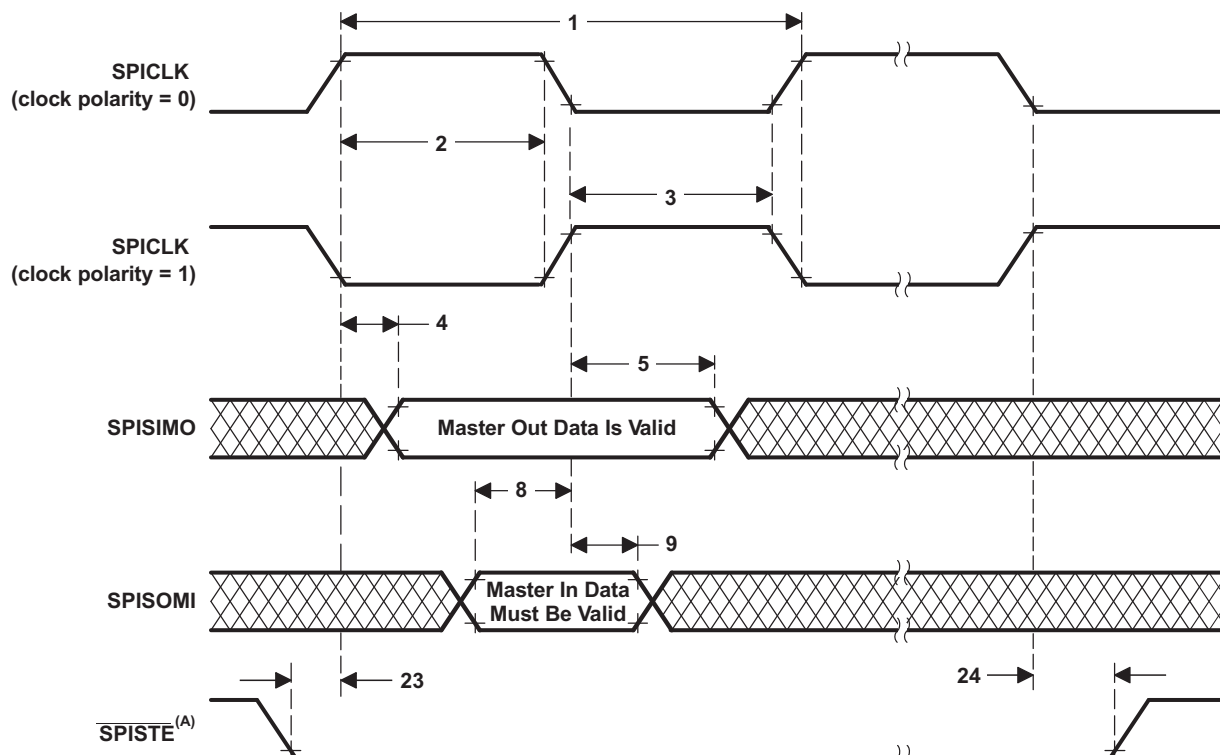 1
SPICLK
(clock polarity = 0)
2
3
SPICLK
(clock polarity = 1)
4
5
SPISIMO
Master Out Data Is Valid
8
9
SPISOMI
Master In Data
Must Be Valid
23
24
SPISTE(A)